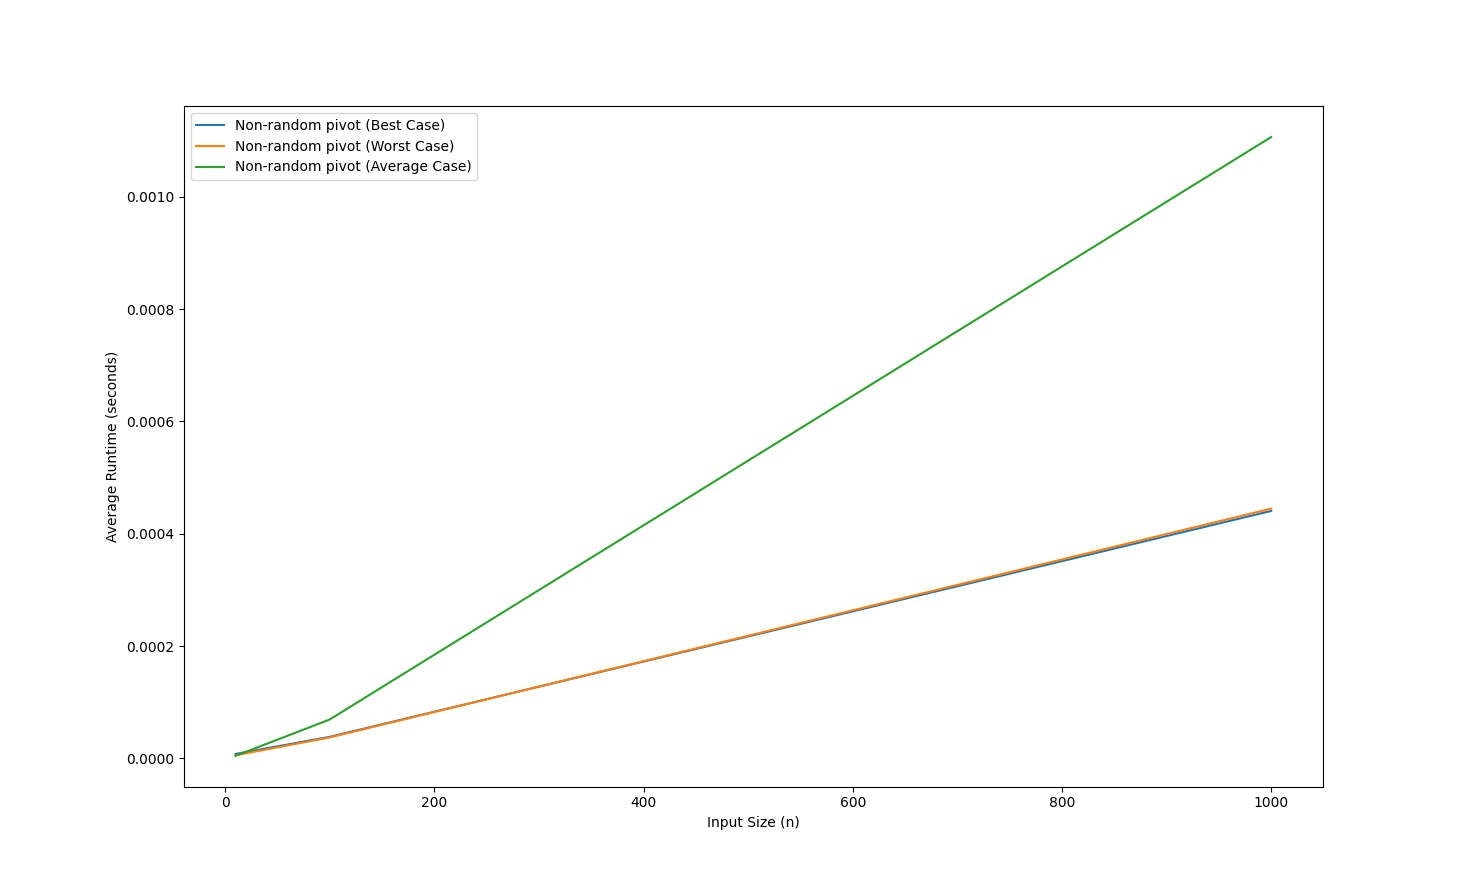 Non-random pivot (Best Case)
Non-random pivot (Worst Case)
Non-random pivot (Average Case)
0.0010
0.0008
0.0006
0.0004
0.0002
0.0000
Average Runtime (seconds)
0 200 400 600 800 1000
Input Size (n)